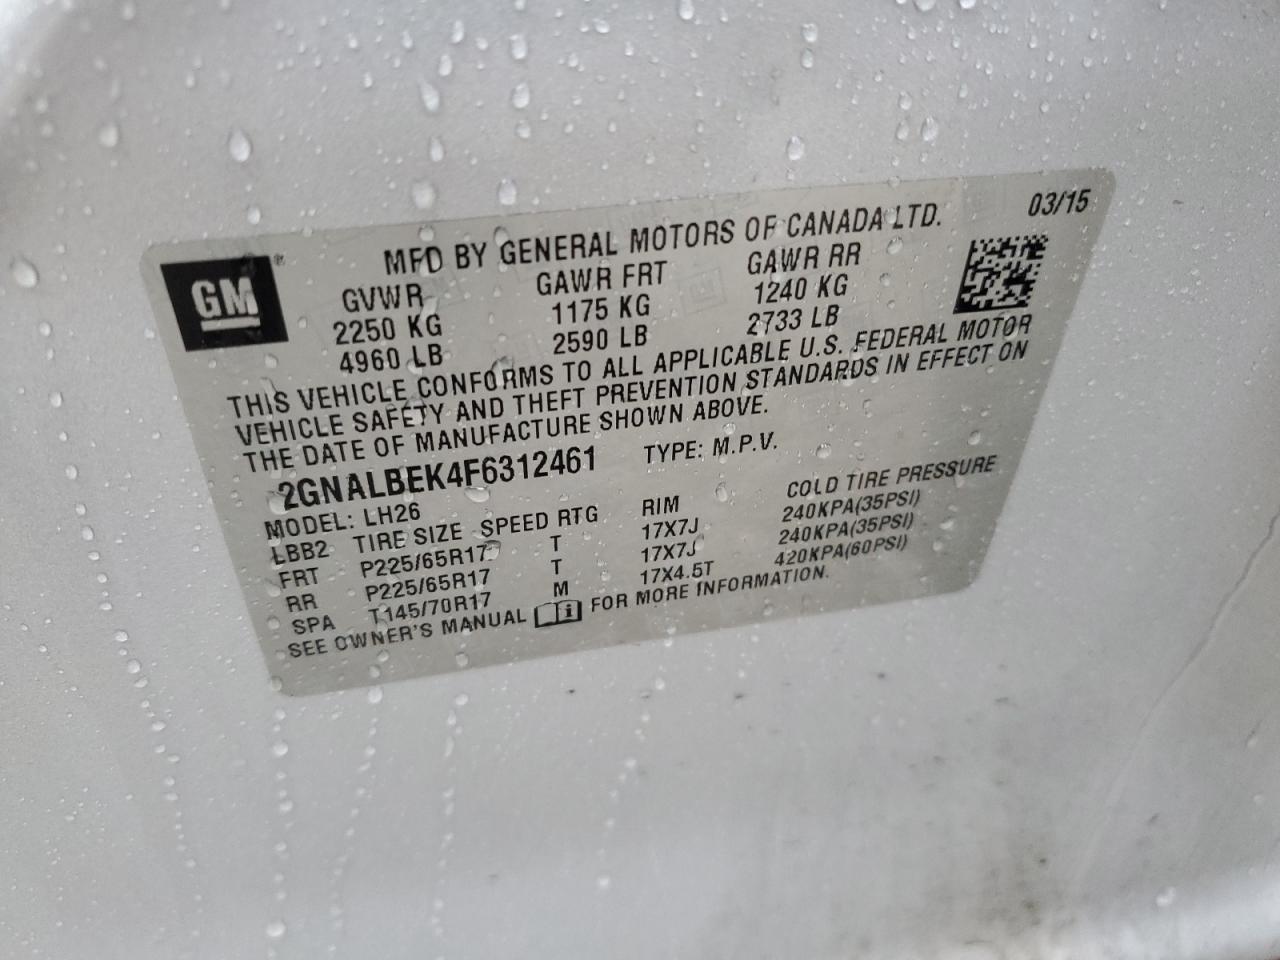 MFD BY GENERAL MOTORS OF CANADA LTD. 03/15
GM®
GVWR GAWR FRT GAWR RR
2250 KG 1175 KG 1240 KG
4960 LB 2590 LB 2733 LB
THIS VEHICLE CONFORMS TO ALL APPLICABLE U.S. FEDERAL MOTOR
VEHICLE SAFETY AND THEFT PREVENTION STANDARDS IN EFFECT ON
THE DATE OF MANUFACTURE SHOWN ABOVE.
2GNALBEK4F6312461 TYPE: M.P.V.
MODEL: LH26
LBB2 TIRE SIZE SPEED RTG RIM COLD TIRE PRESSURE
FRT P225/65R17 T 17X7J 240KPA(35PSI)
RR P225/65R17 T 17X7J 240KPA(35PSI)
SPA T145/70R17 M 17X4.5T 420KPA(60PSI)
SEE OWNER'S MANUAL i FOR MORE INFORMATION.